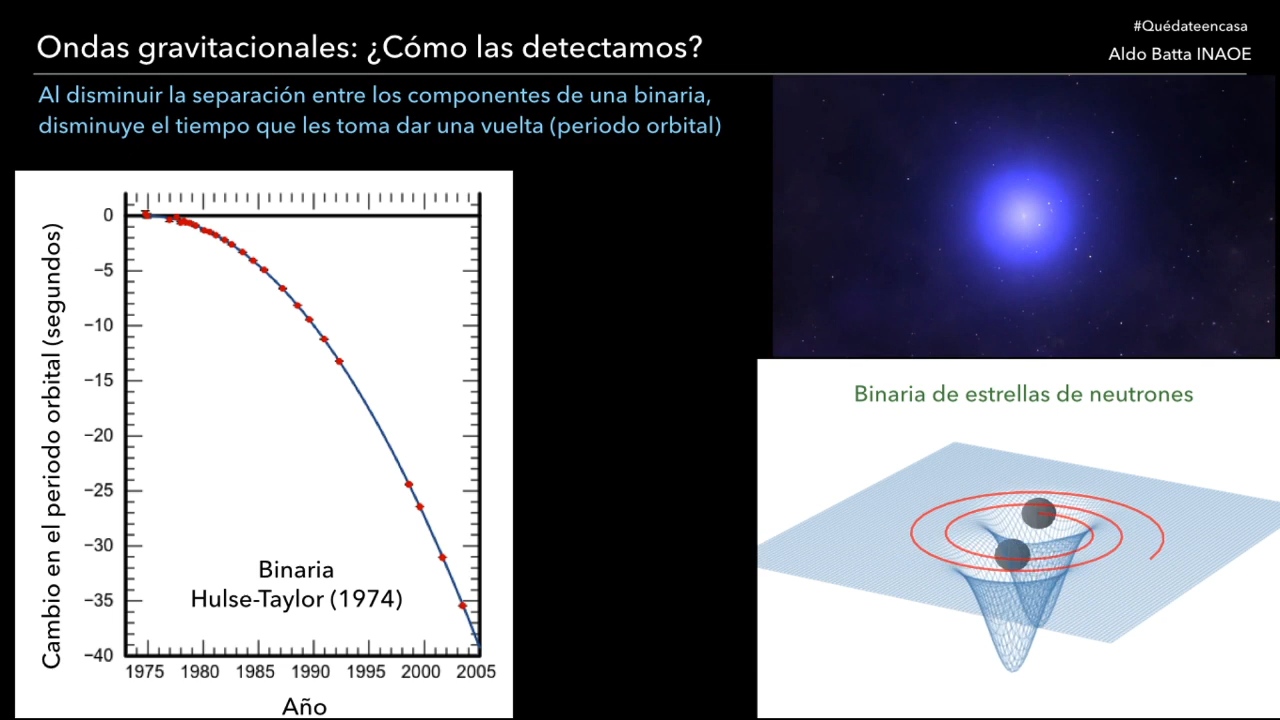 Ondas gravitacionales: ¿Cómo las detectamos?
#Quédateencasa
Aldo Batta INAOE
Al disminuir la separación entre los componentes de una binaria,
disminuye el tiempo que les toma dar una vuelta (periodo orbital)
Cambio en el periodo orbital (segundos)
0
−5
−10
−15
−20
−25
−30
−35
−40
Binaria
Hulse-Taylor (1974)
1975 1980 1985 1990 1995 2000 2005
Año
Binaria de estrellas de neutrones